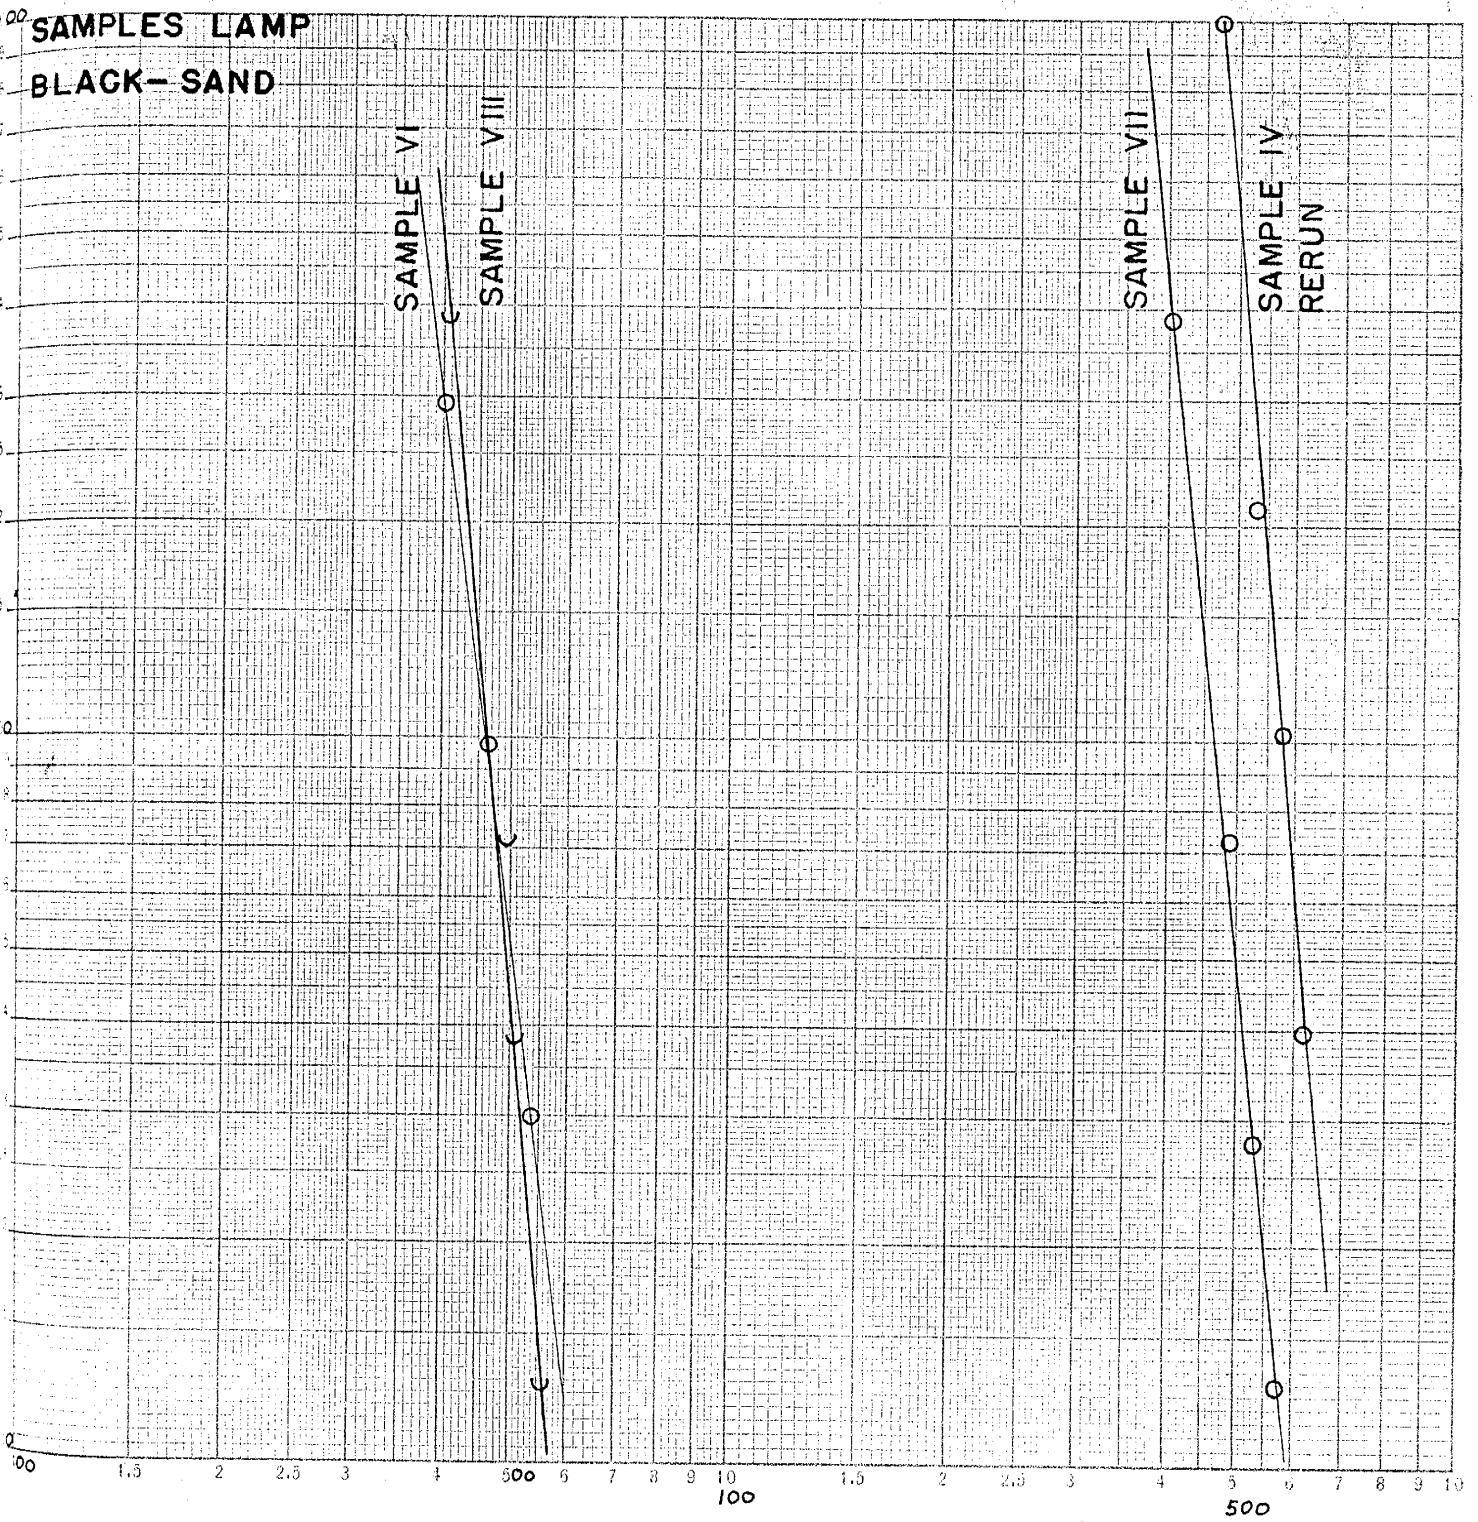 SAMPLES LAMP
BLACK-SAND
SAMPLE VI
SAMPLE VIII
SAMPLE VII
SAMPLE IV
RERUN
1.5 2 2.5 3 4 500 6 7 8 9 10 1.5 2 2.5 3 4 5 6 7 8 9 10
100 500